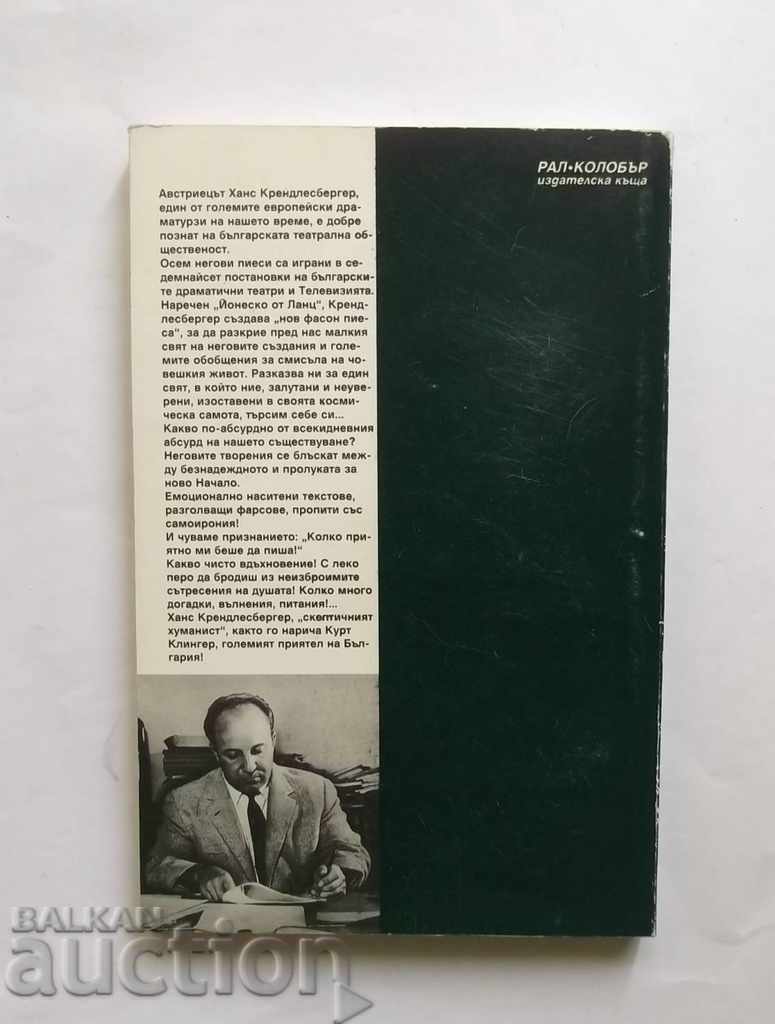 РАЛ•КОЛОБЪР
издателска къща
Австриецът Ханс Крендлесбергер,
един от големите европейски дра-
матурзи на нашето време, е добре
познат на българската театрална об-
щественост.
Осем негови пиеси са играни в се-
демнайсет постановки на български-
те драматични театри и Телевизията.
Наречен „Йонеско от Ланц“, Кренд-
лесбергер създава „нов фасон пие-
са“, за да разкрие пред нас малкия
свят на неговите създания и голе-
мите обобщения за смисъла на чо-
вешкия живот. Разказва ни за един
свят, в който ние, залутани и неуве-
рени, изоставени в своята косми-
ческа самота, търсим себе си...
Какво по-абсурдно от всекидневния
абсурд на нашето съществуване?
Неговите творения се блъскат меж-
ду безнадеждното и пролуката за
ново Начало.
Емоционално наситени текстове,
разголващи фарсове, пропити със
самоирония!
И чуваме признанието: „Колко при-
ятно ми беше да пиша!“
Какво чисто вдъхновение! С леко
перо да бродиш из неизброимите
сътресения на душата! Колко много
догадки, вълнения, питания!...
Ханс Крендлесбергер, „скептичният
хуманист“, както го нарича Курт
Клингер, големият приятел на Бъл-
гария!
BALKAN
auction